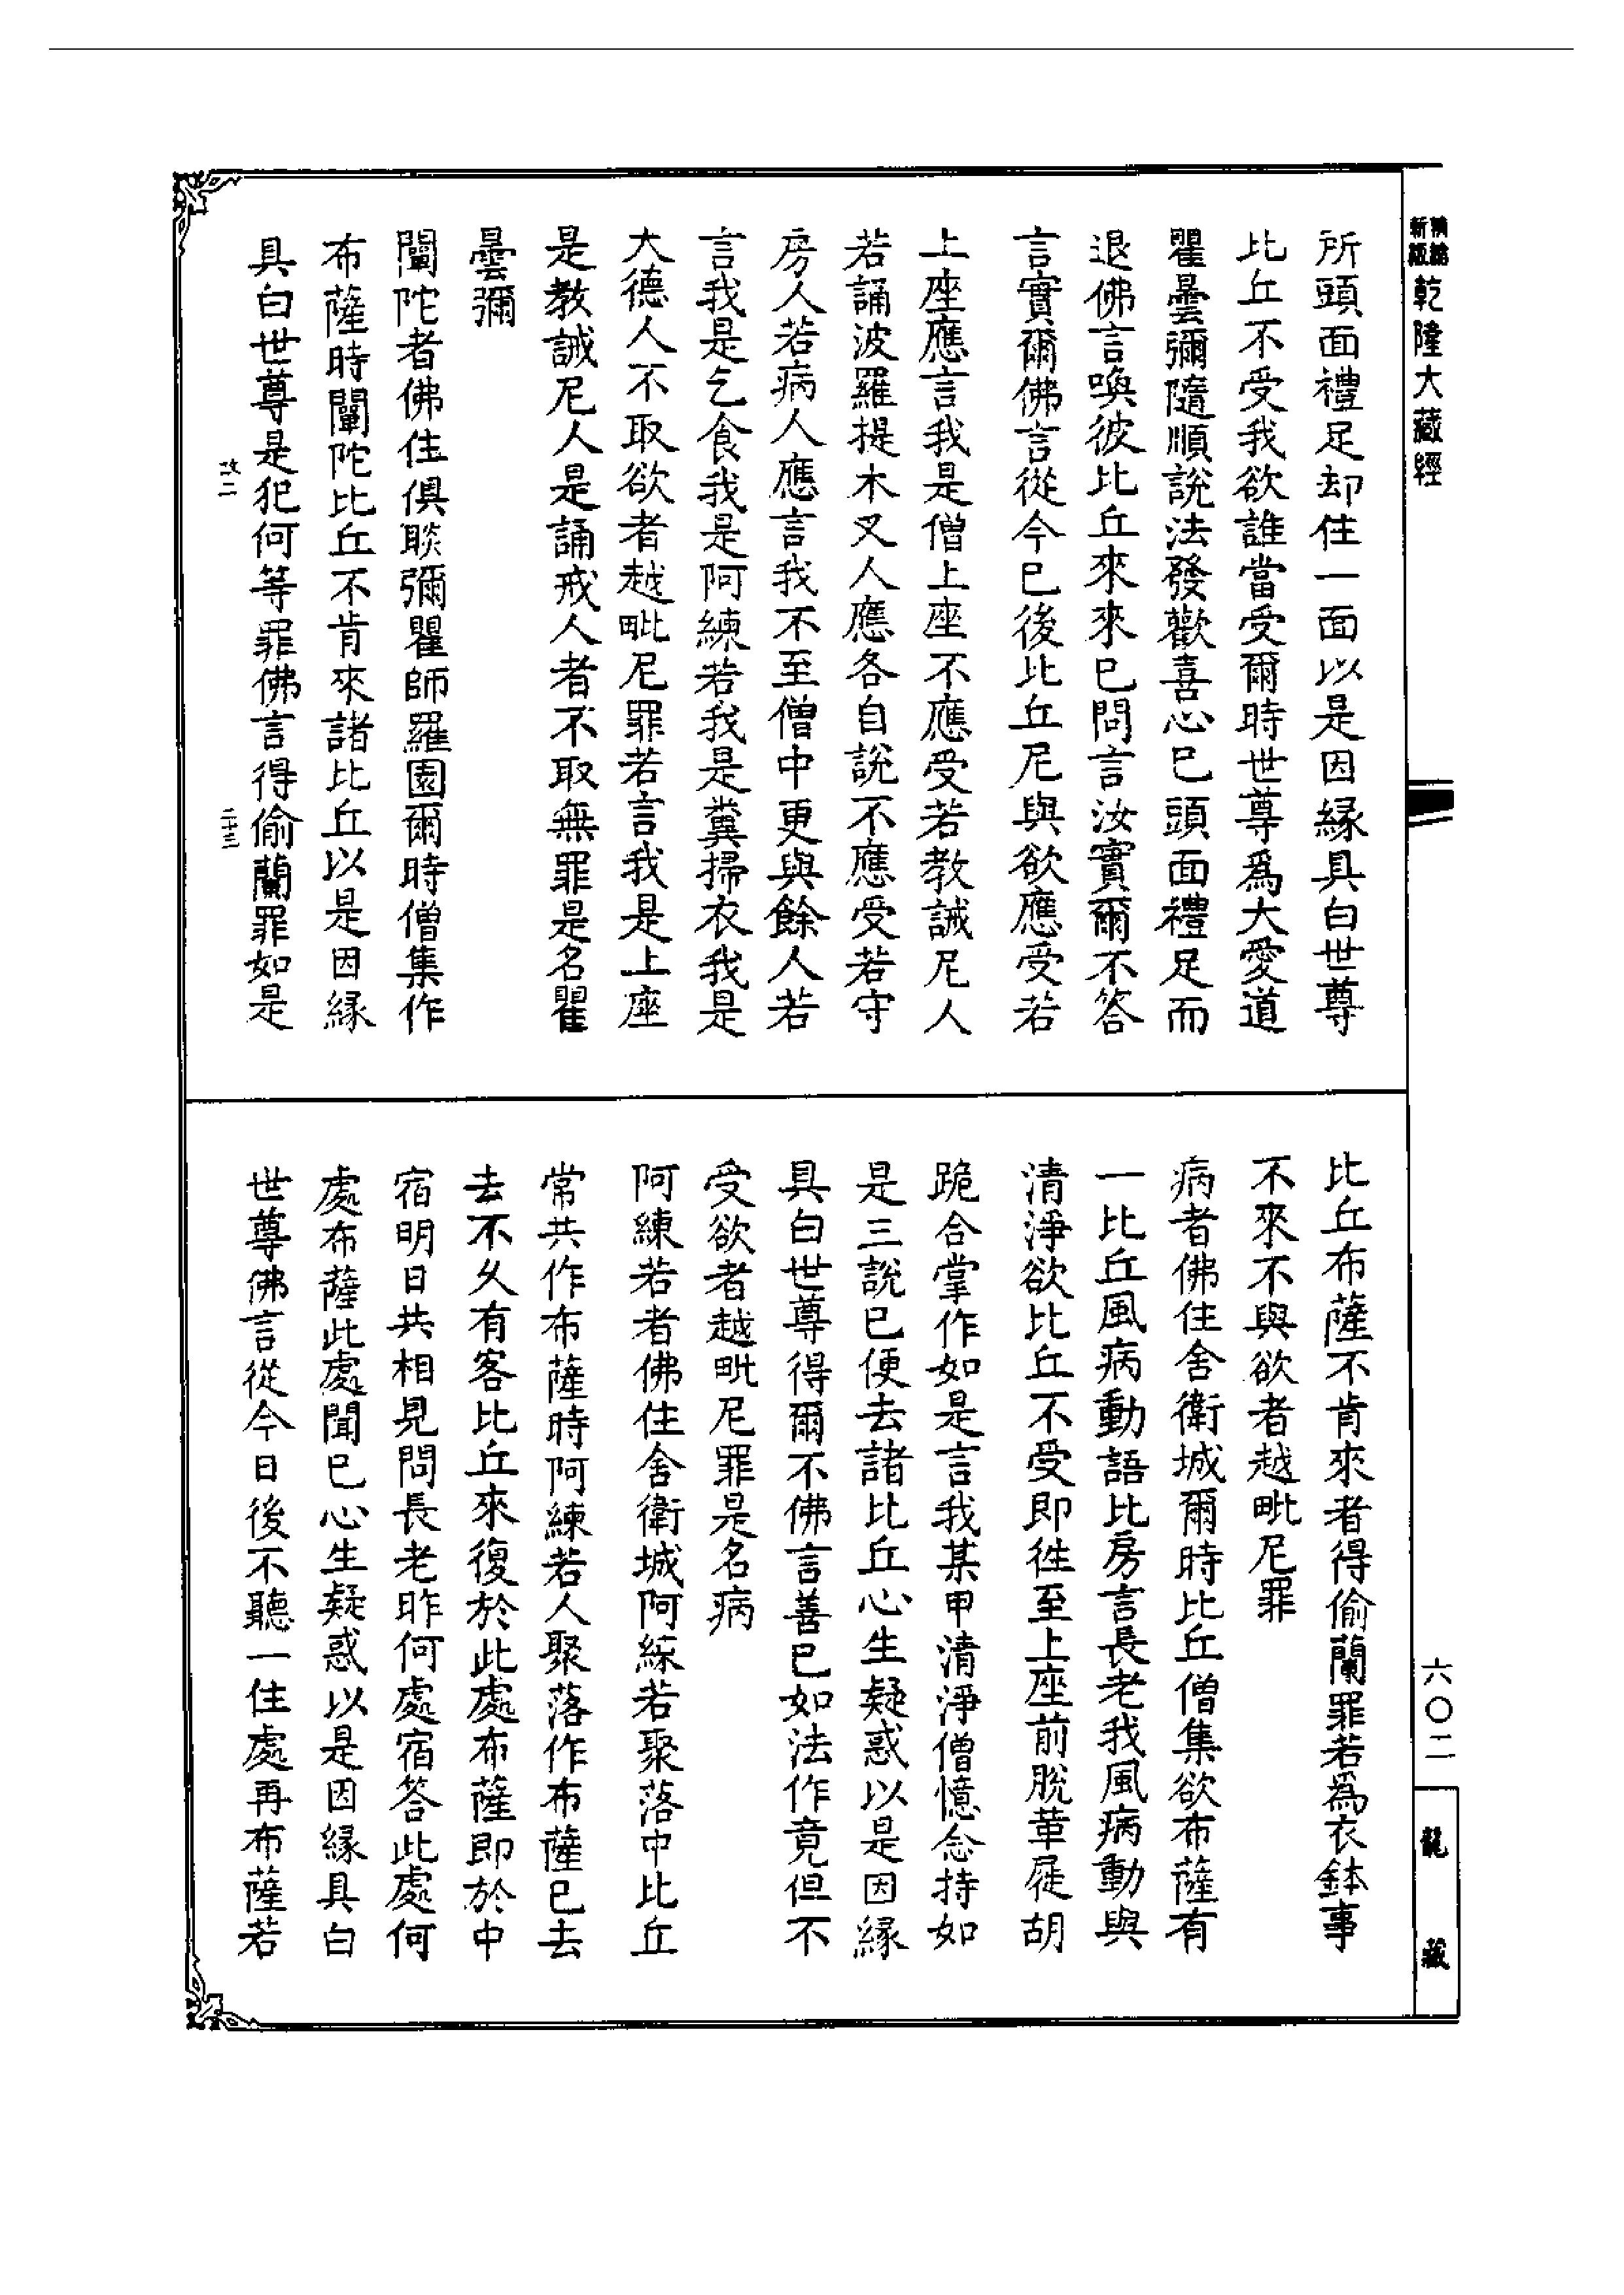 新版
精編
乾隆大藏經
所頭面禮足却住一面以是因縁具白世尊
比丘不受我欲誰當受爾時世尊爲大愛道
瞿曇彌隨順說法發歡喜心已頭面禮足而
退佛言喚彼比丘來來已問言汝實爾不答
言實爾佛言從今已後比丘尼與欲應受若
上座應言我是僧上座不應受若教誡尼人
若誦波羅提木叉人應各自說不應受若守
房人若病人應言我不至僧中更與餘人若
言我是乞食我是阿練若我是糞掃衣我是
大德人不取欲者越毗尼罪若言我是上座
是教誡尼人是誦戒人者不取無罪是名瞿
曇彌
闡陀者佛住俱睒彌瞿師羅園爾時僧集作
布薩時闡陀比丘不肯來諸比丘以是因縁
具白世尊是犯何等罪佛言得偷蘭罪如是
二十三
比丘布薩不肯來者得偷蘭罪若爲衣鉢事
不來不與欲者越毗尼罪
病者佛住舍衛城爾時比丘僧集欲布薩有
一比丘風病動語比房言長老我風病動與
清淨欲比丘不受即徃至上座前脫革屣胡
跪合掌作如是言我某甲清淨僧憶念持如
是三說已便去諸比丘心生疑惑以是因縁
具白世尊得爾不佛言善已如法作竟但不
受欲者越毗尼罪是名病
阿練若者佛住舍衛城阿練若聚落中比丘
常共作布薩時阿練若人聚落作布薩已去
去不久有客比丘來復於此處布薩即於中
宿明日共相見問長老昨何處宿答此處何
處布薩此處聞已心生疑惑以是因縁具白
世尊佛言從今日後不聽一住處再布薩若
六〇二
龍藏